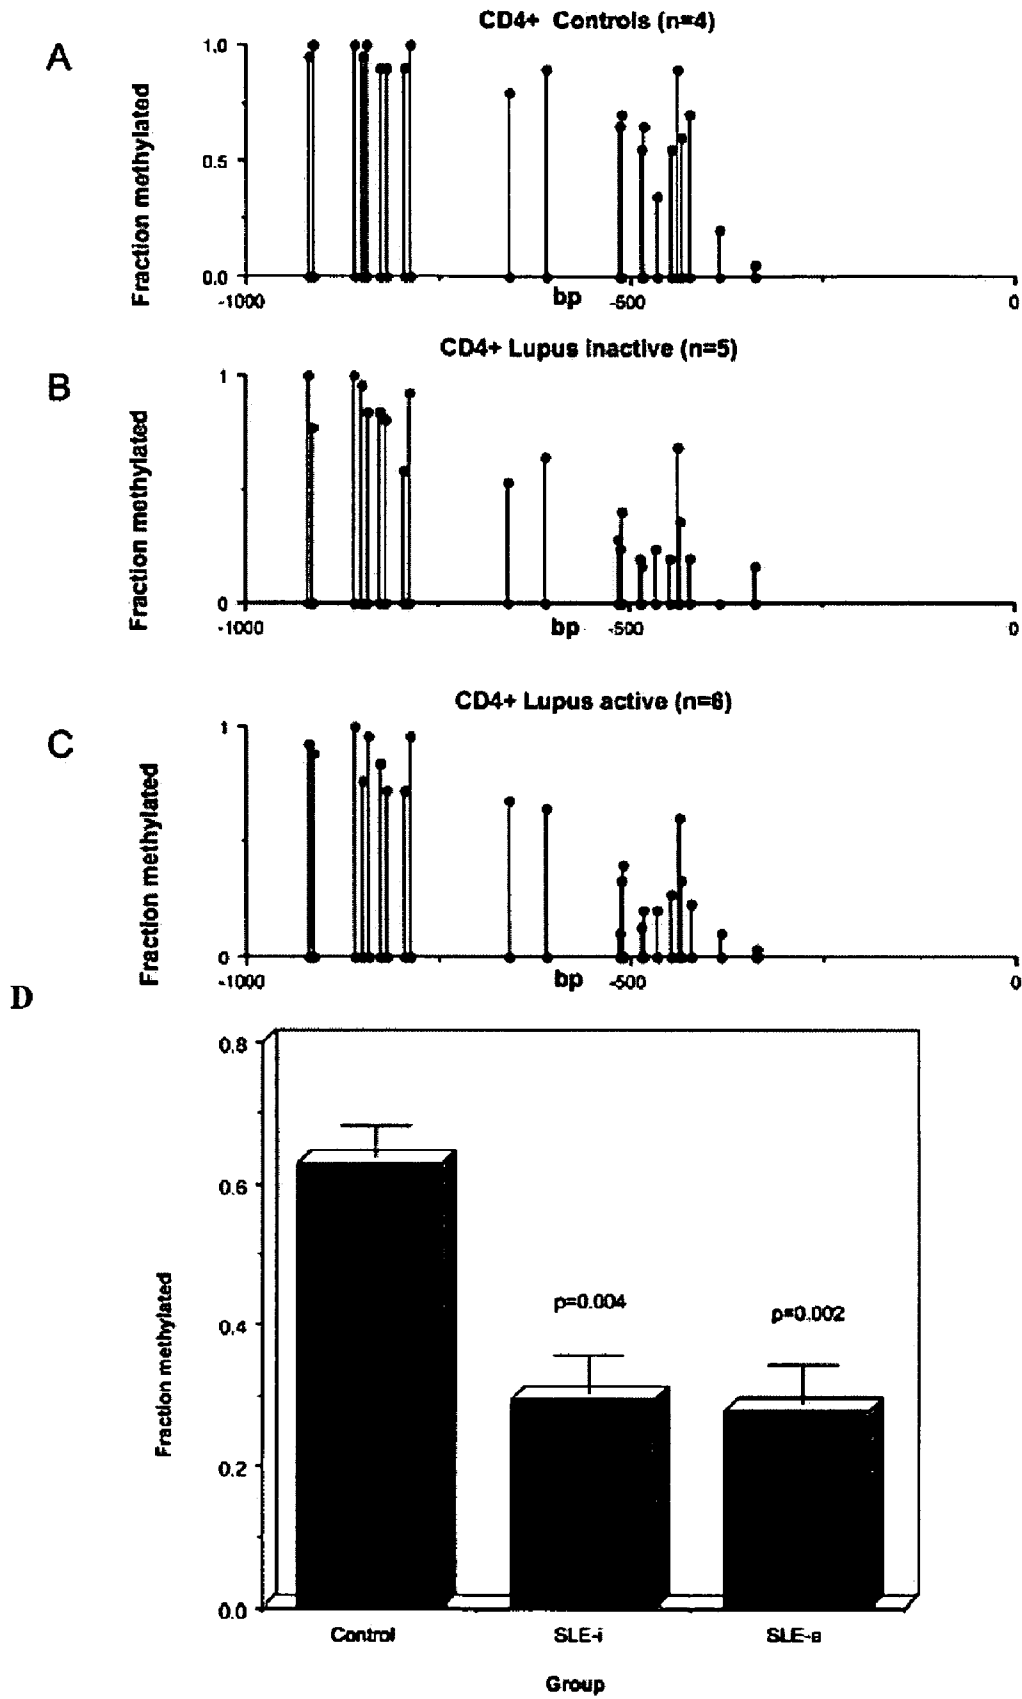 CD4+ Controls (n=4)
A
Fraction methylated
1.0
0.5
0.0
-1000
bp
-500
0
CD4+ Lupus inactive (n=5)
B
Fraction methylated
1
0
-1000
bp
-500
0
CD4+ Lupus active (n=6)
C
Fraction methylated
1
0
-1000
bp
-500
0
D
Fraction methylated
0.8
0.6
0.4
0.2
0.0
p=0.004
p=0.002
Control
SLE-i
SLE-a
Group